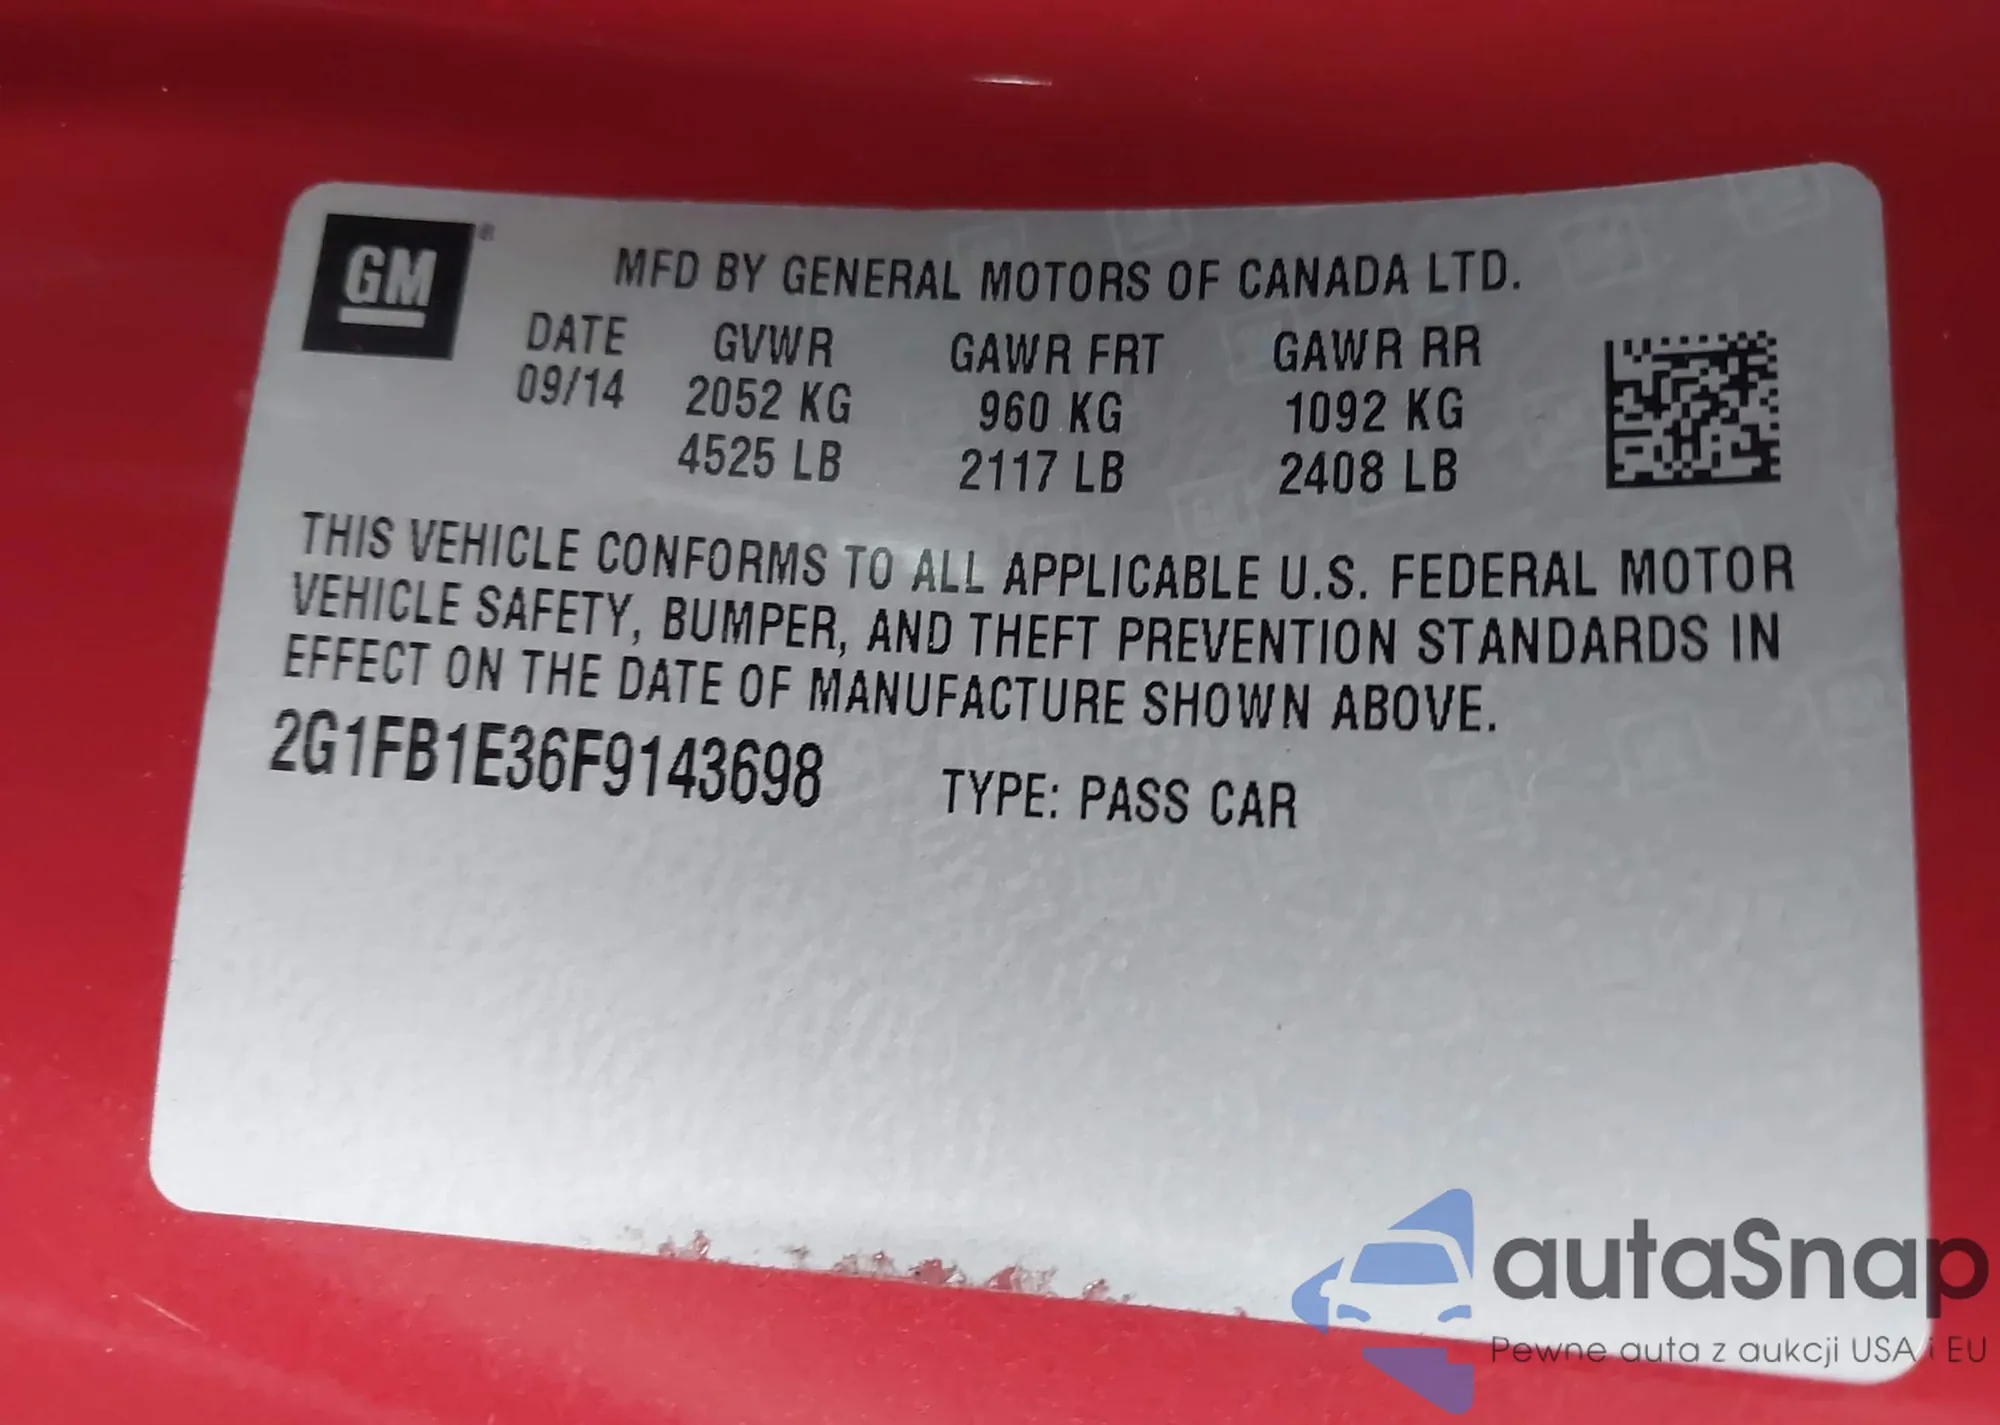 GM®
MFD BY GENERAL MOTORS OF CANADA LTD.
DATE GVWR GAWR FRT GAWR RR
09/14 2052 KG 960 KG 1092 KG
4525 LB 2117 LB 2408 LB
THIS VEHICLE CONFORMS TO ALL APPLICABLE U.S. FEDERAL MOTOR
VEHICLE SAFETY, BUMPER, AND THEFT PREVENTION STANDARDS IN
EFFECT ON THE DATE OF MANUFACTURE SHOWN ABOVE.
2G1FB1E36F9143698 TYPE: PASS CAR
autaSnap
Pewne auta z aukcji USA i EU